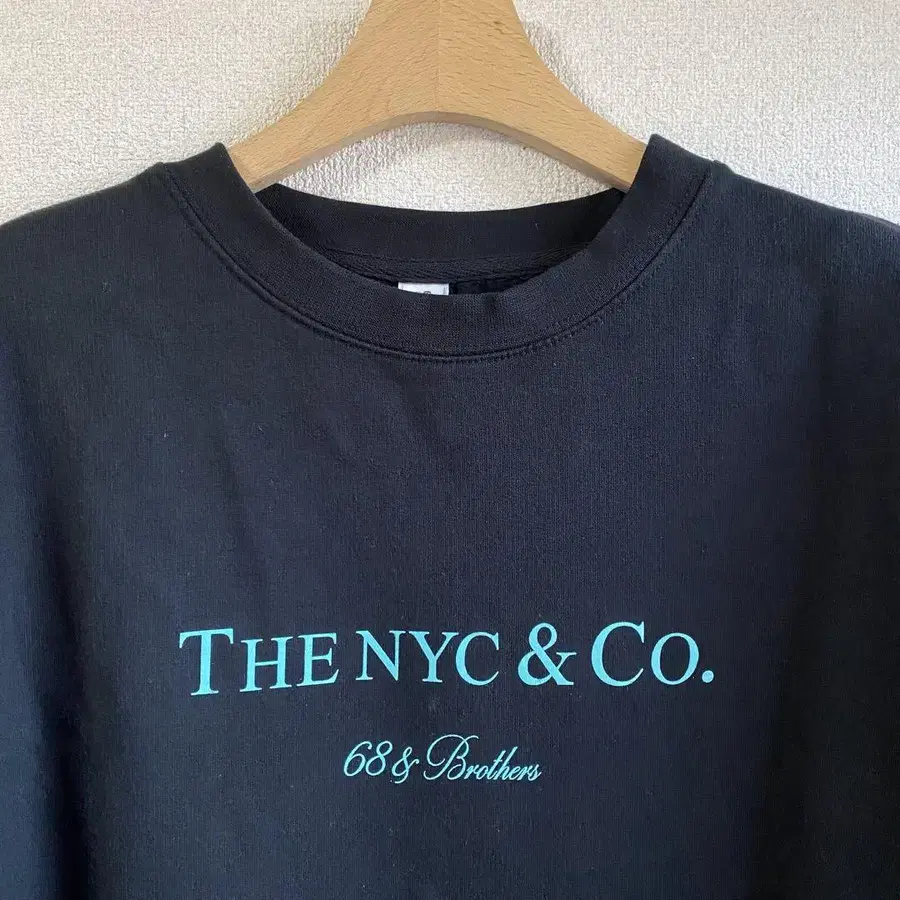 THE NYC & CO.
68 & Brothers